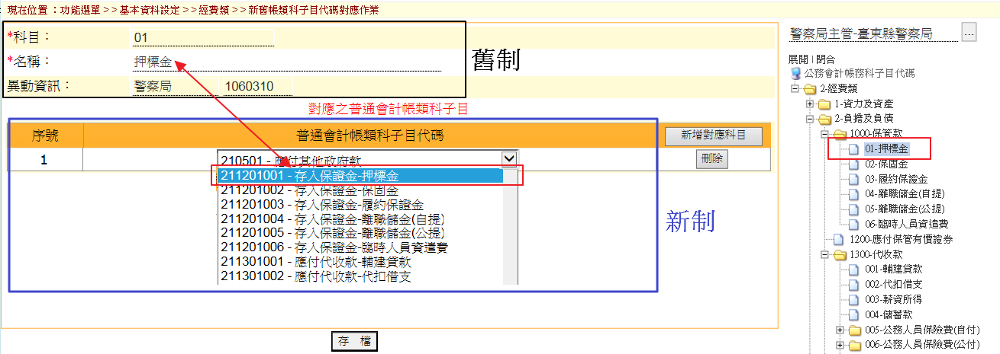 現在位置 ：功能選單>>基本資料設定>>經費類>>新舊帳類科子目代碼對應作業
*科目： 01
*名稱： 押標金
異動資訊： 警察局 1060310
舊制
對應之普通會計帳類科子目
序號 普通會計帳類科子目代碼 新增對應科目
1 210501 - 應付其他政府款 刪除
211201001 - 存入保證金-押標金
211201002 - 存入保證金-保固金
211201003 - 存入保證金-履約保證金
211201004 - 存入保證金-離職儲金(自提)
211201005 - 存入保證金-離職儲金(公提)
211201006 - 存入保證金-臨時人員資遣費
211301001 - 應付代收款-輔建貸款
211301002 - 應付代收款-代扣借支
新制
存 檔
警察局主管-臺東縣警察局 ...
展開 | 閉合
公務會計帳務科子目代碼
2-經費類
1-資力及資產
2-負擔及負債
1000-保管款
01-押標金
02-保固金
03-履約保證金
04-離職儲金(自提)
05-離職儲金(公提)
06-臨時人員資遣費
1200-應付保管有價證券
1300-代收款
001-輔建貸款
002-代扣借支
003-薪資所得
004-儲蓄款
005-公務人員保險費(自付)
006-公務人員保險費(公付)